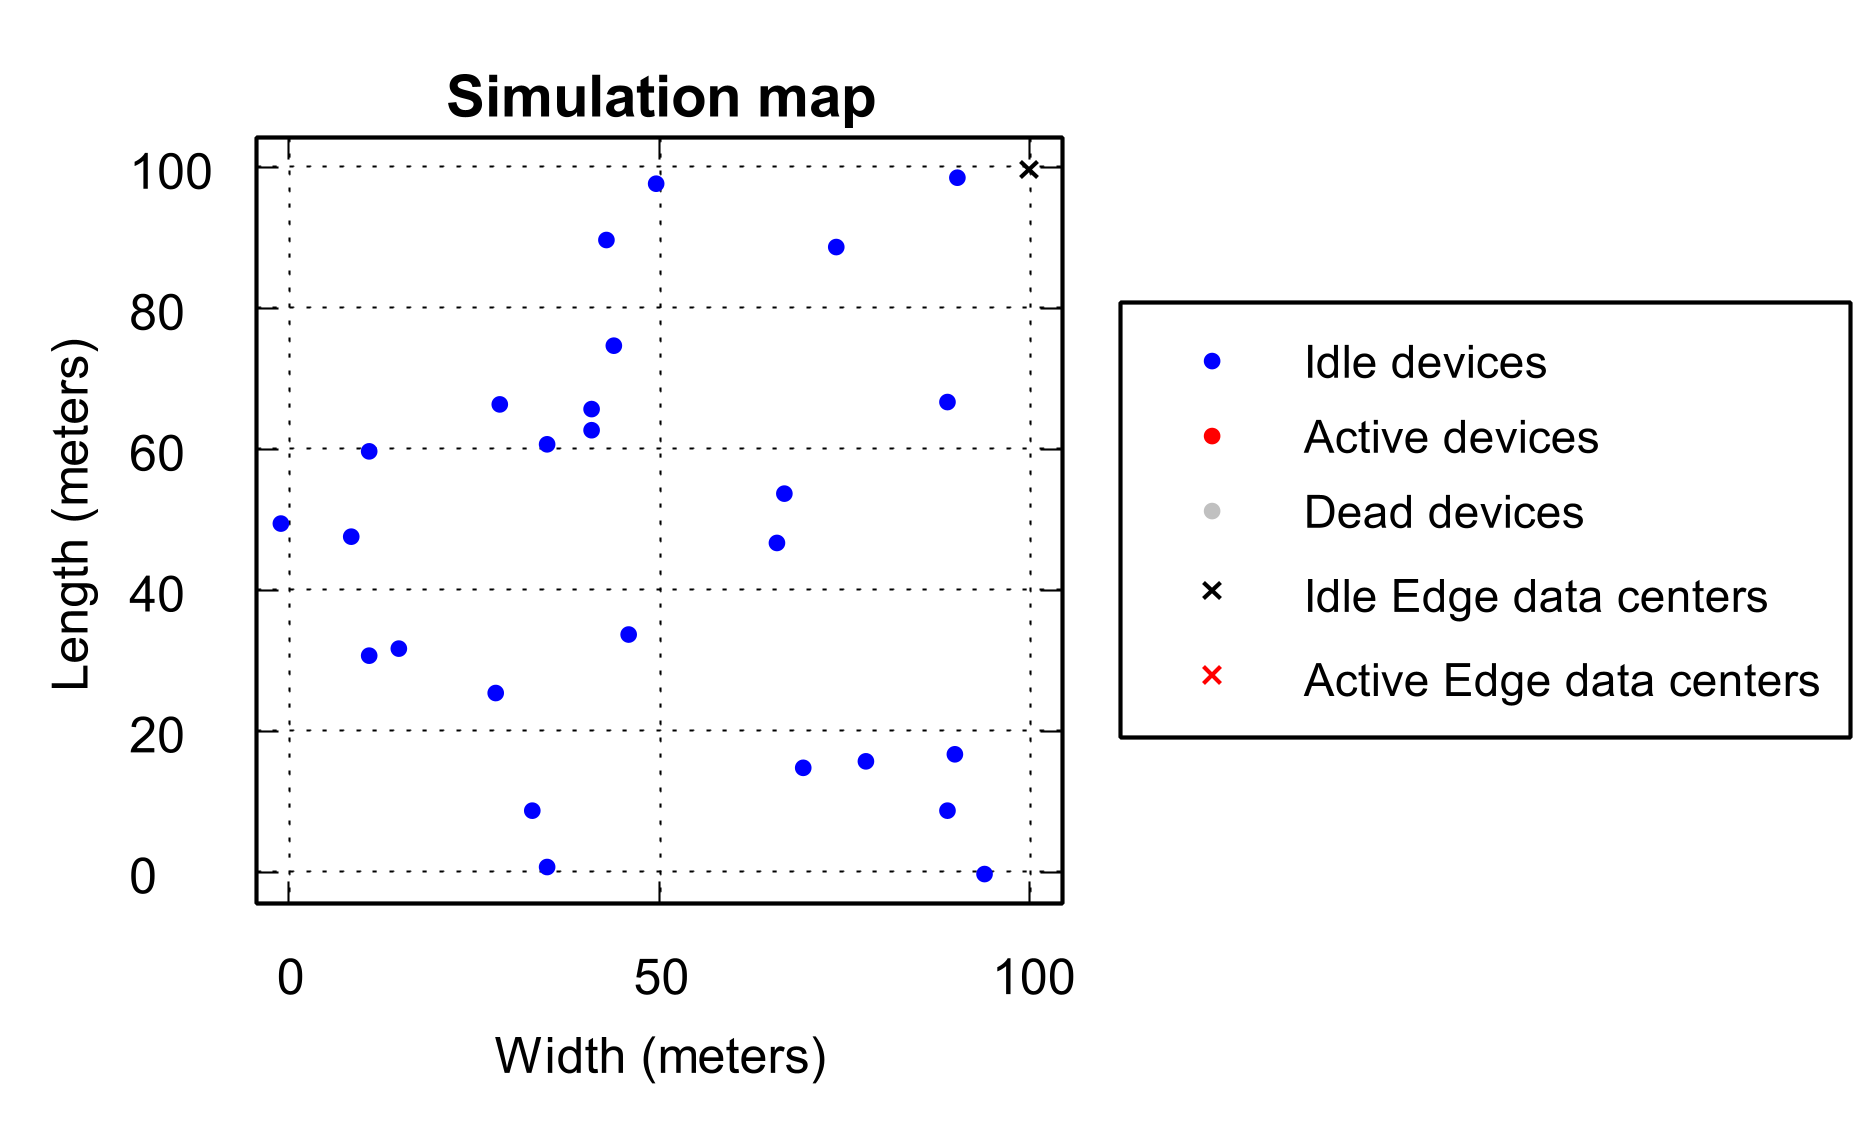 Simulation map
100
80
60
40
20
0
Length (meters)
0 50 100
Width (meters)
Idle devices
Active devices
Dead devices
Idle Edge data centers
Active Edge data centers